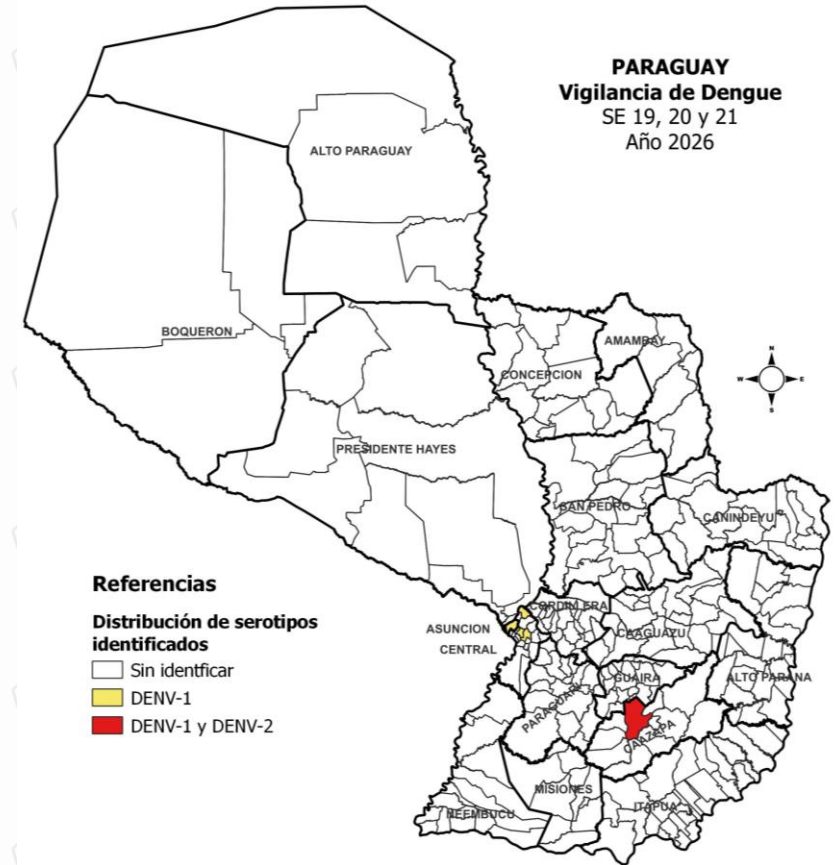 PARAGUAY
Vigilancia de Dengue
SE 19, 20 y 21
Año 2026
ALTO PARAGUAY
BOQUERON
AMAMBAY
CONCEPCION
N
W
E
S
PRESIDENTE HAYES
SAN PEDRO
CANINDEYU
Referencias
Distribución de serotipos
identificados
Sin identficar
DENV-1
DENV-1 y DENV-2
CORDILLERA
ASUNCION
CAAGUAZU
CENTRAL
GUAIRA
ALTO PARANA
PARAGUARI
CAAZAPA
MISIONES
ITAPUA
ÑEEMBUCU